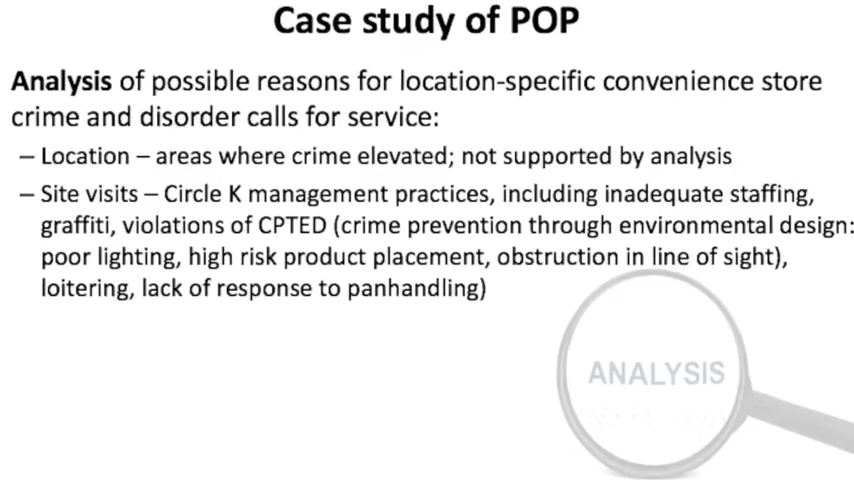 Case study of POP
Analysis of possible reasons for location-specific convenience store
crime and disorder calls for service:
– Location – areas where crime elevated; not supported by analysis
– Site visits – Circle K management practices, including inadequate staffing,
graffiti, violations of CPTED (crime prevention through environmental design:
poor lighting, high risk product placement, obstruction in line of sight),
loitering, lack of response to panhandling)
ANALYSIS